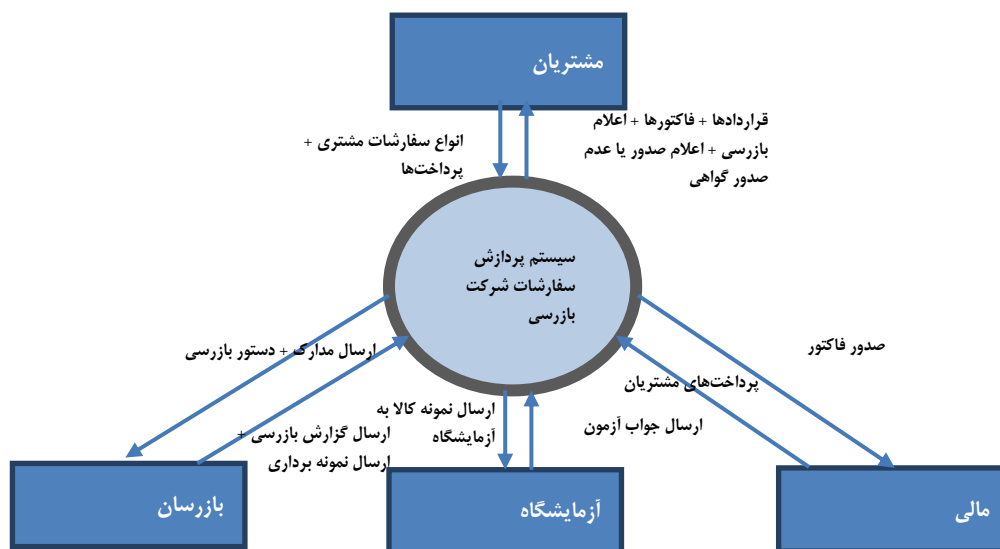 مشتریان
قراردادها + فاکتورها + اعلام
بازرسی + اعلام صدور یا عدم
صدور گواهی
انواع سفارشات مشتری +
پرداخت‌ها
سیستم پردازش
سفارشات شرکت
بازرسی
صدور فاکتور
پرداخت‌های مشتریان
ارسال مدارک + دستور بازرسی
ارسال جواب آزمون
ارسال نمونه کالا به
آزمایشگاه
ارسال گزارش بازرسی +
ارسال نمونه برداری
مالی
آزمایشگاه
بازرسان